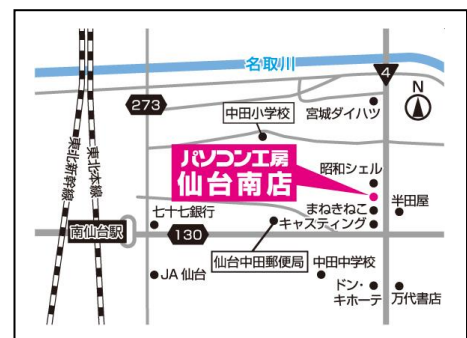 名取川
4
N
273
中田小学校
宮城ダイハツ
パソコン工房
仙台南店
昭和シェル
東北新幹線
東北本線
まねきねこ
半田屋
七十七銀行
キャスティング
南仙台駅
130
仙台中田郵便局
中田中学校
JA 仙台
ドン・
キホーテ
万代書店